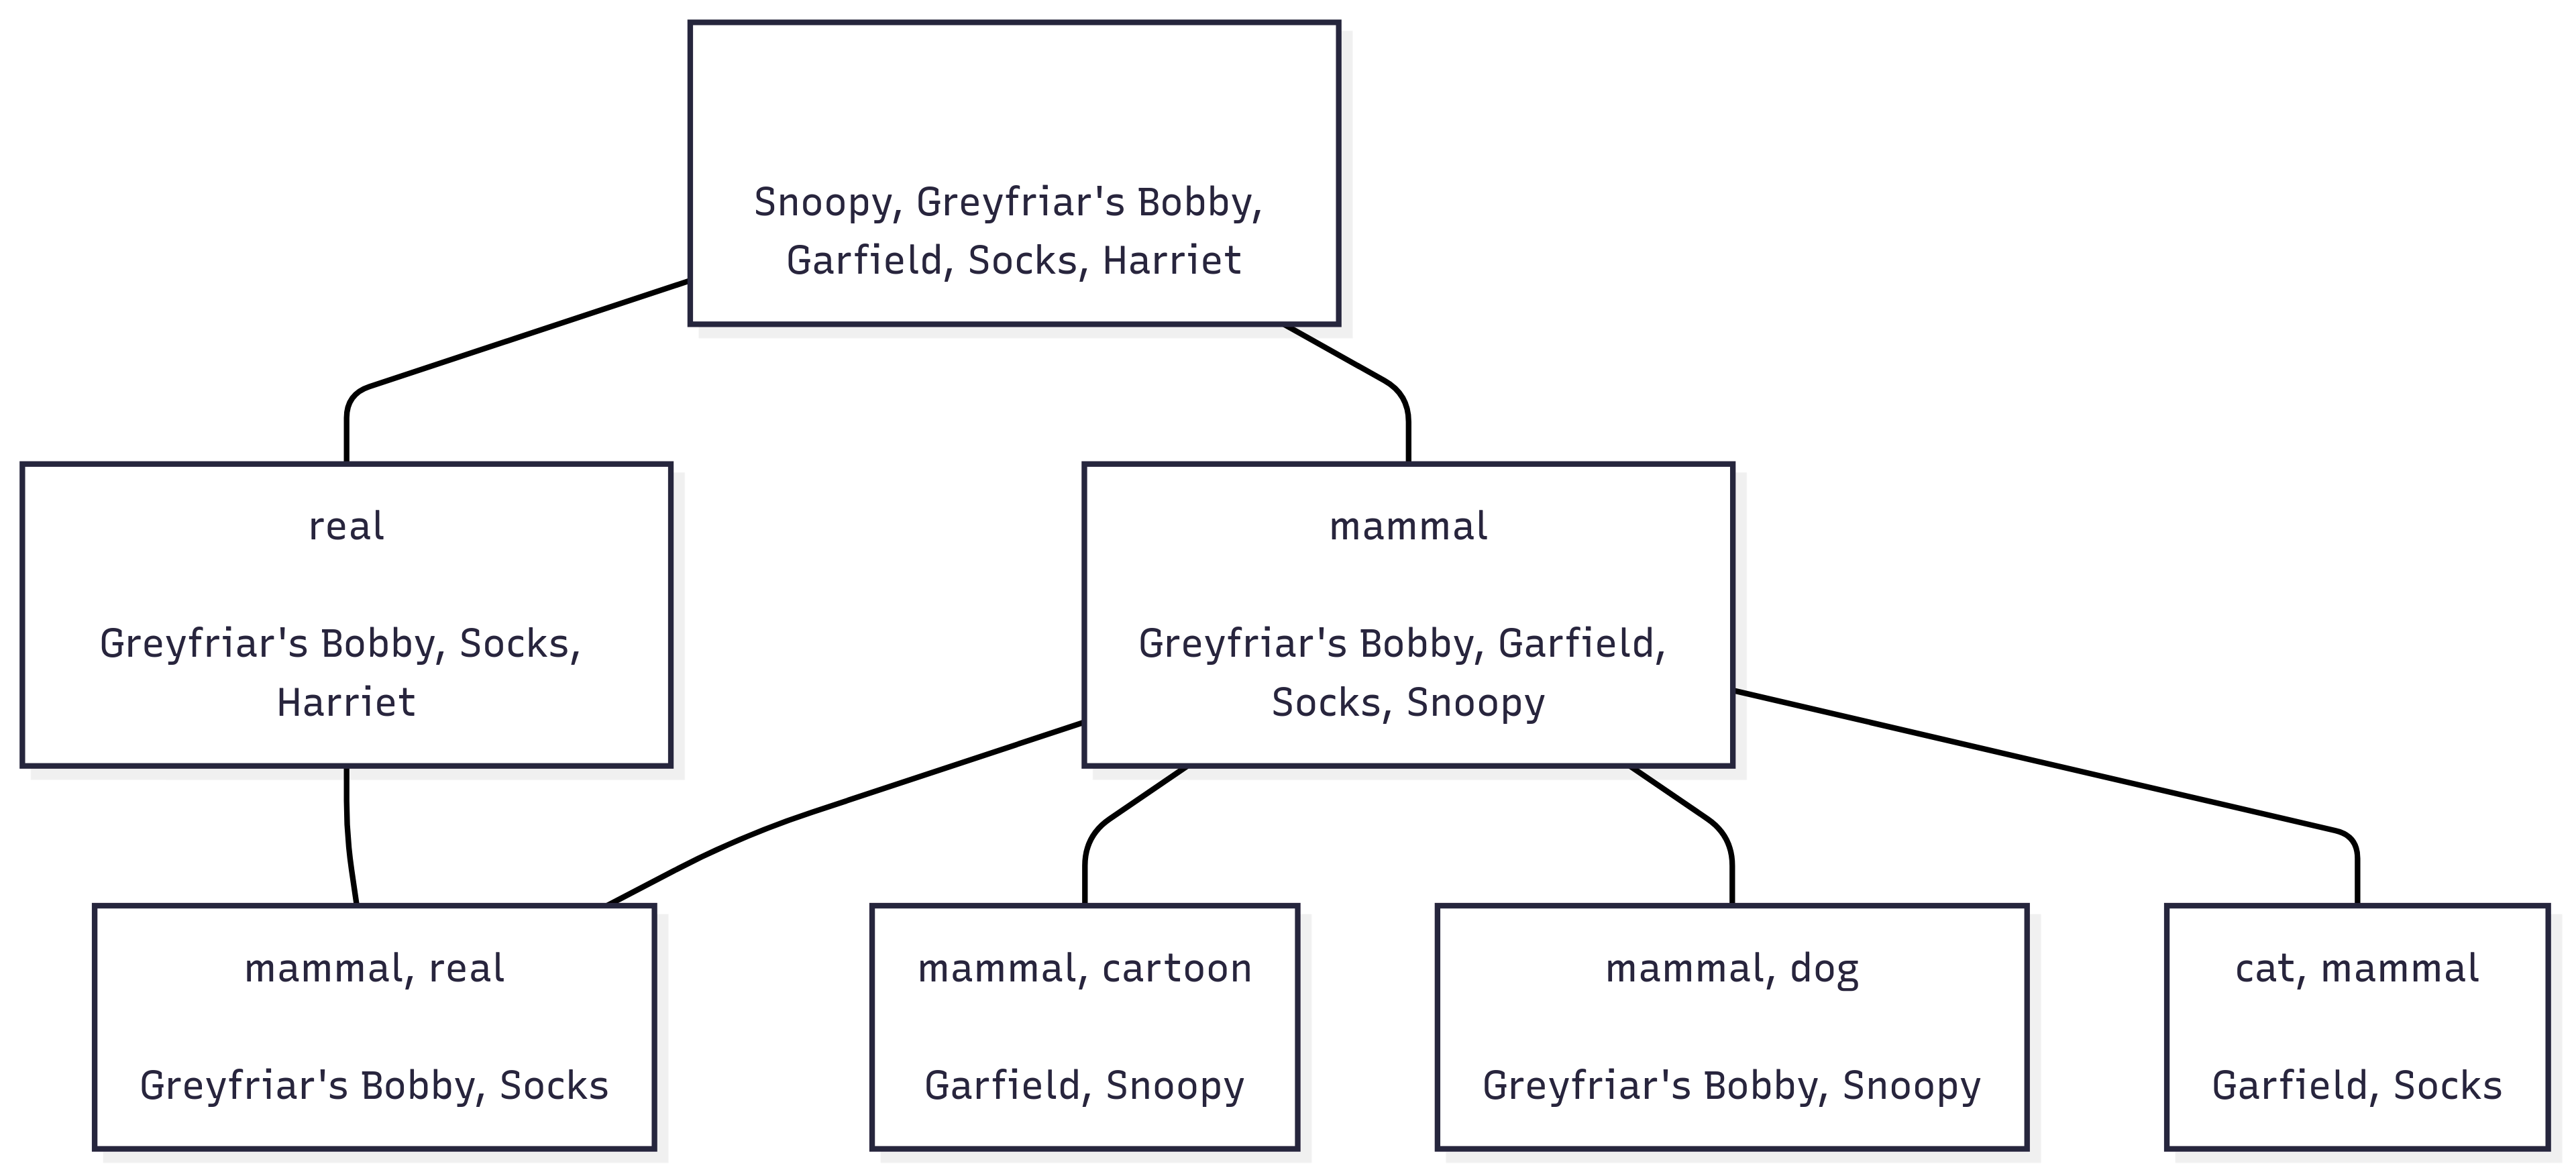 Snoopy, Greyfriar's Bobby,
Garfield, Socks, Harriet
real
Greyfriar's Bobby, Socks,
Harriet
mammal
Greyfriar's Bobby, Garfield,
Socks, Snoopy
mammal, real
Greyfriar's Bobby, Socks
mammal, cartoon
Garfield, Snoopy
mammal, dog
Greyfriar's Bobby, Snoopy
cat, mammal
Garfield, Socks